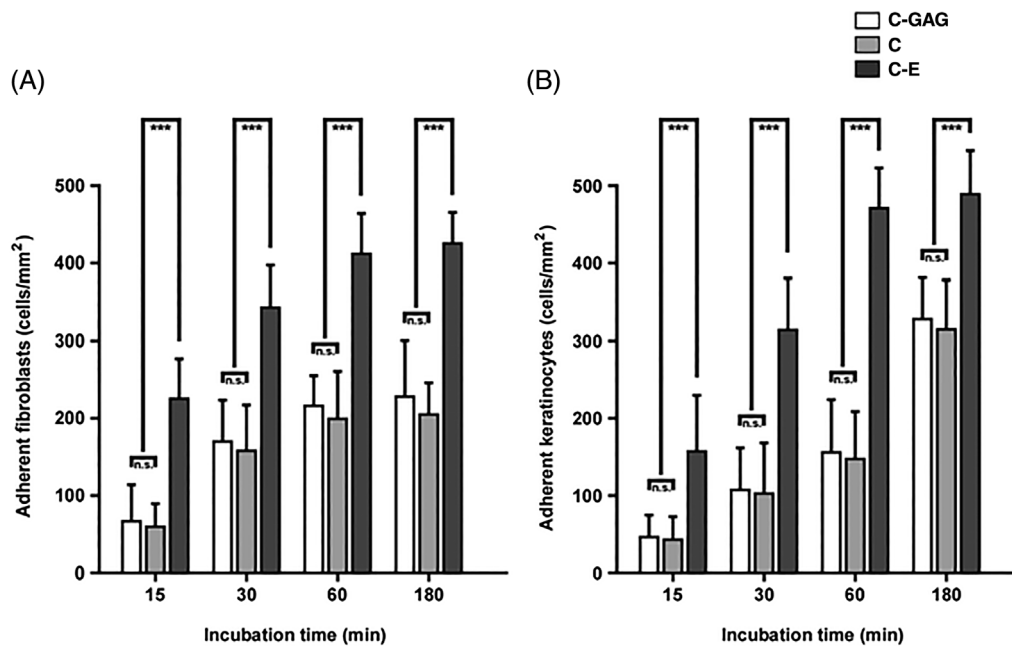 C-GAG
C
C-E
(A)
*** *** *** ***
500
400
300
200
100
0
n.s. n.s. n.s. n.s.
15 30 60 180
Adherent fibroblasts (cells/mm²)
Incubation time (min)
(B)
*** *** *** ***
500
400
300
200
100
0
n.s. n.s. n.s. n.s.
15 30 60 180
Adherent keratinocytes (cells/mm²)
Incubation time (min)